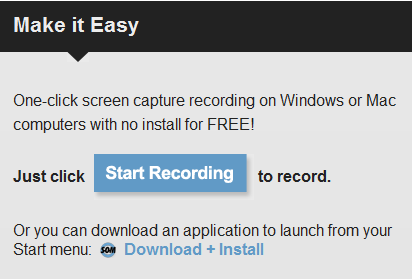 Make it Easy
One-click screen capture recording on Windows or Mac
computers with no install for FREE!
Just click Start Recording to record.
Or you can download an application to launch from your
Start menu: SOM Download + Install